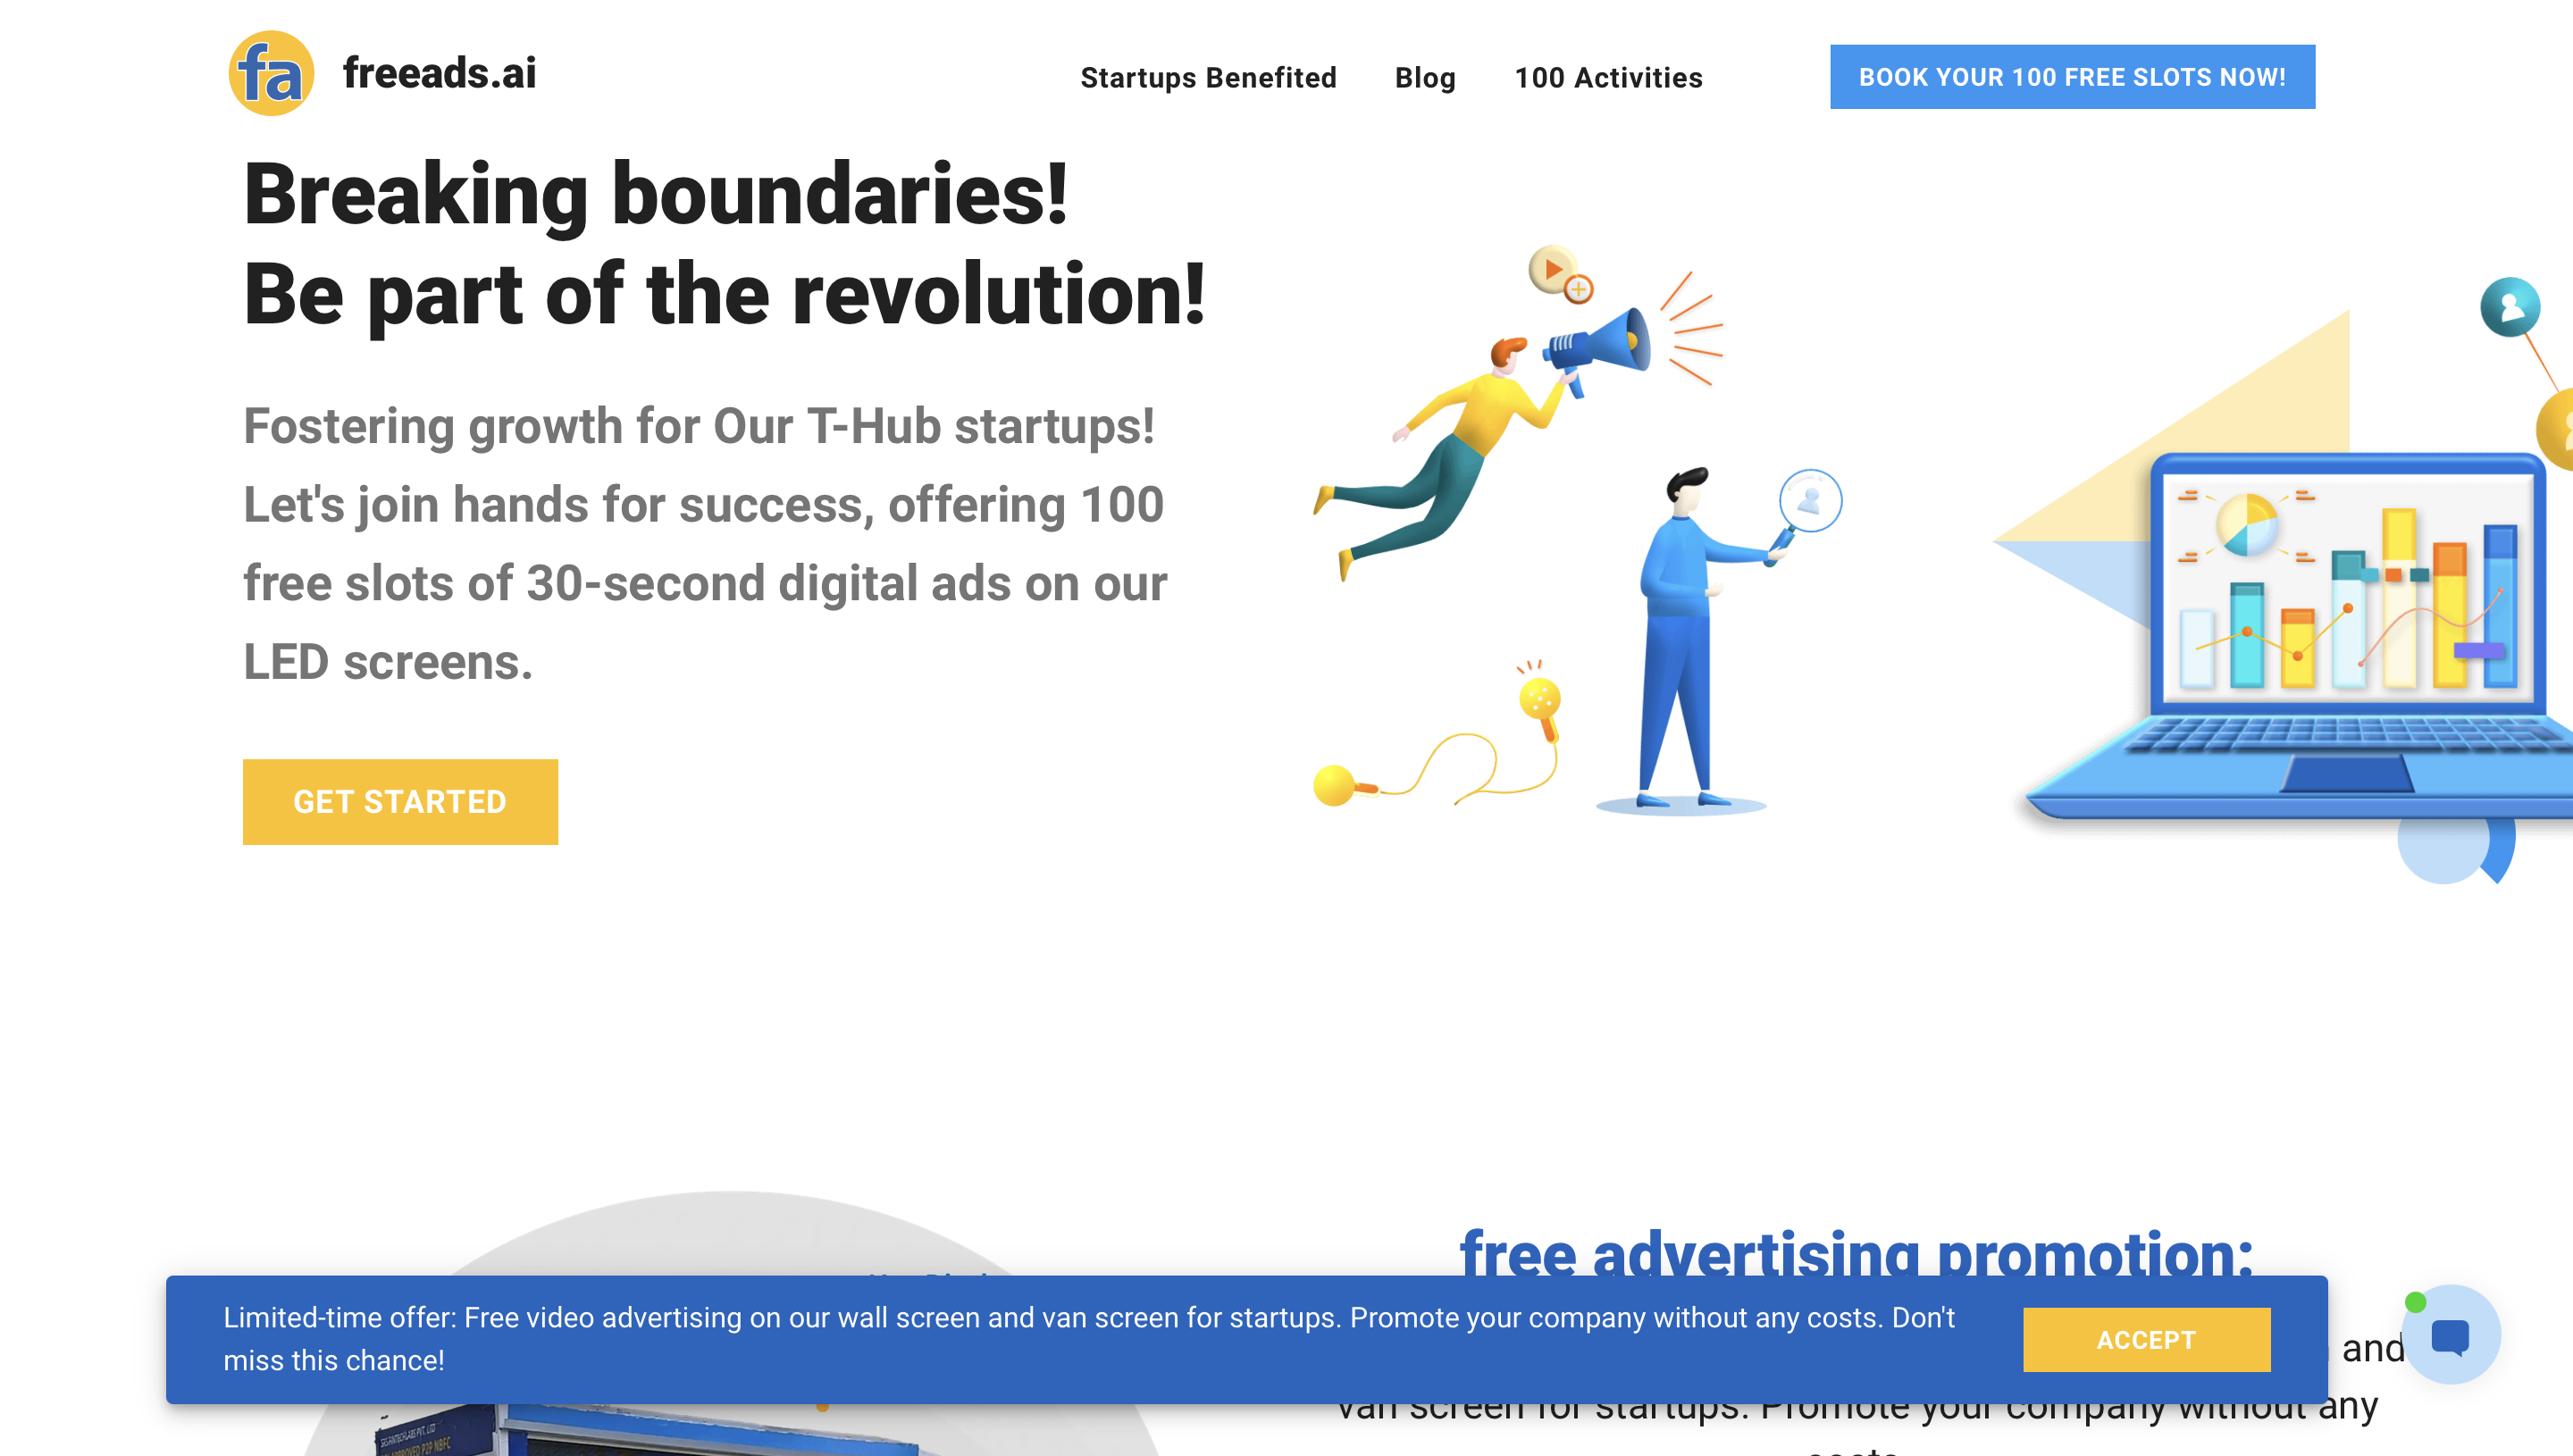 fa freeads.ai
Startups Benefited Blog 100 Activities
BOOK YOUR 100 FREE SLOTS NOW!
Breaking boundaries!
Be part of the revolution!
Fostering growth for Our T-Hub startups!
Let's join hands for success, offering 100
free slots of 30-second digital ads on our
LED screens.
GET STARTED
free advertising promotion:
Limited-time offer: Free video advertising on our wall screen and van screen for startups. Promote your company without any costs. Don't
miss this chance!
ACCEPT
and
van screen for startups. Promote your company without any
APPROVED P2P NBFC